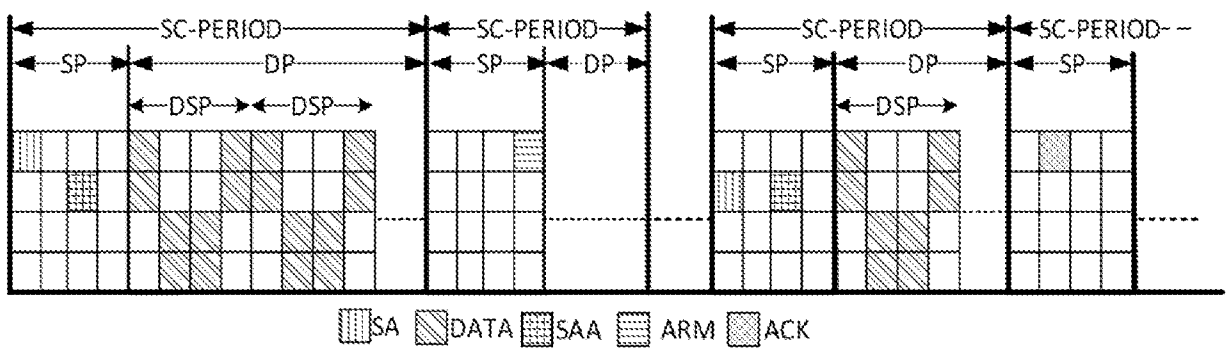 SC-PERIOD SC-PERIOD SC-PERIOD SC-PERIOD
SP DP SP DP SP DP SP
DSP DSP DSP
SA DATA SAA ARM ACK